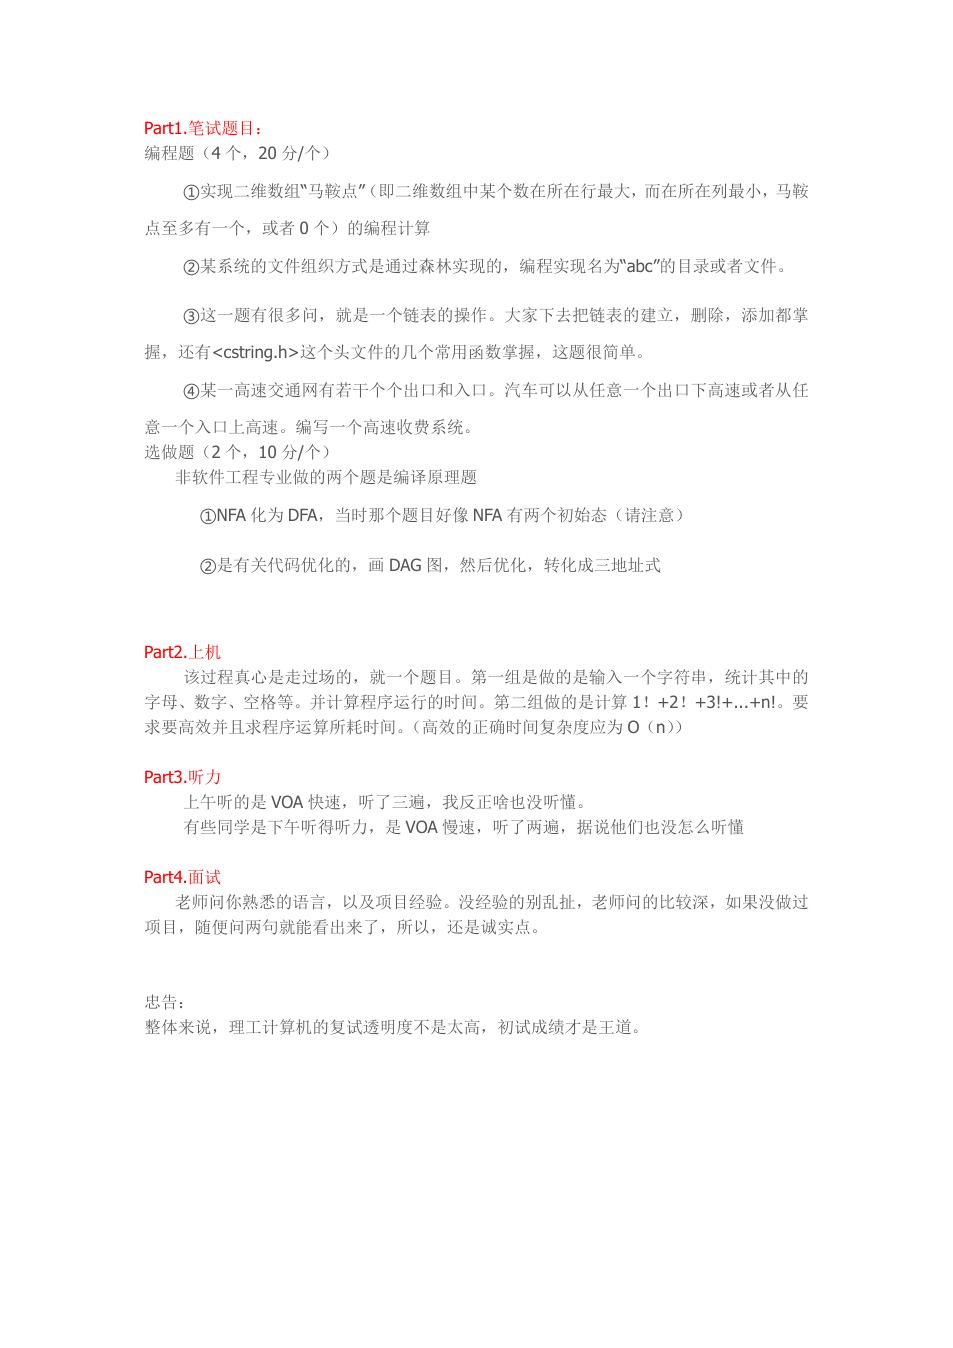 Part1.笔试题目：
编程题（4 个，20 分/个）
①实现二维数组“马鞍点”（即二维数组中某个数在所在行最大，而在所在列最小，马鞍
点至多有一个，或者 0 个）的编程计算
②某系统的文件组织方式是通过森林实现的，编程实现名为“abc”的目录或者文件。
③这一题有很多问，就是一个链表的操作。大家下去把链表的建立，删除，添加都掌
握，还有<cstring.h>这个头文件的几个常用函数掌握，这题很简单。
④某一高速交通网有若干个个出口和入口。汽车可以从任意一个出口下高速或者从任
意一个入口上高速。编写一个高速收费系统。
选做题（2 个，10 分/个）
非软件工程专业做的两个题是编译原理题
①NFA 化为 DFA，当时那个题目好像 NFA 有两个初始态（请注意）
②是有关代码优化的，画 DAG 图，然后优化，转化成三地址式
Part2.上机
该过程真心是走过场的，就一个题目。第一组是做的是输入一个字符串，统计其中的
字母、数字、空格等。并计算程序运行的时间。第二组做的是计算 1！+2！+3!+...+n!。要
求要高效并且求程序运算所耗时间。（高效的正确时间复杂度应为 O（n））
Part3.听力
上午听的是 VOA 快速，听了三遍，我反正啥也没听懂。
有些同学是下午听得听力，是 VOA 慢速，听了两遍，据说他们也没怎么听懂
Part4.面试
老师问你熟悉的语言，以及项目经验。没经验的别乱扯，老师问的比较深，如果没做过
项目，随便问两句就能看出来了，所以，还是诚实点。
忠告：
整体来说，理工计算机的复试透明度不是太高，初试成绩才是王道。